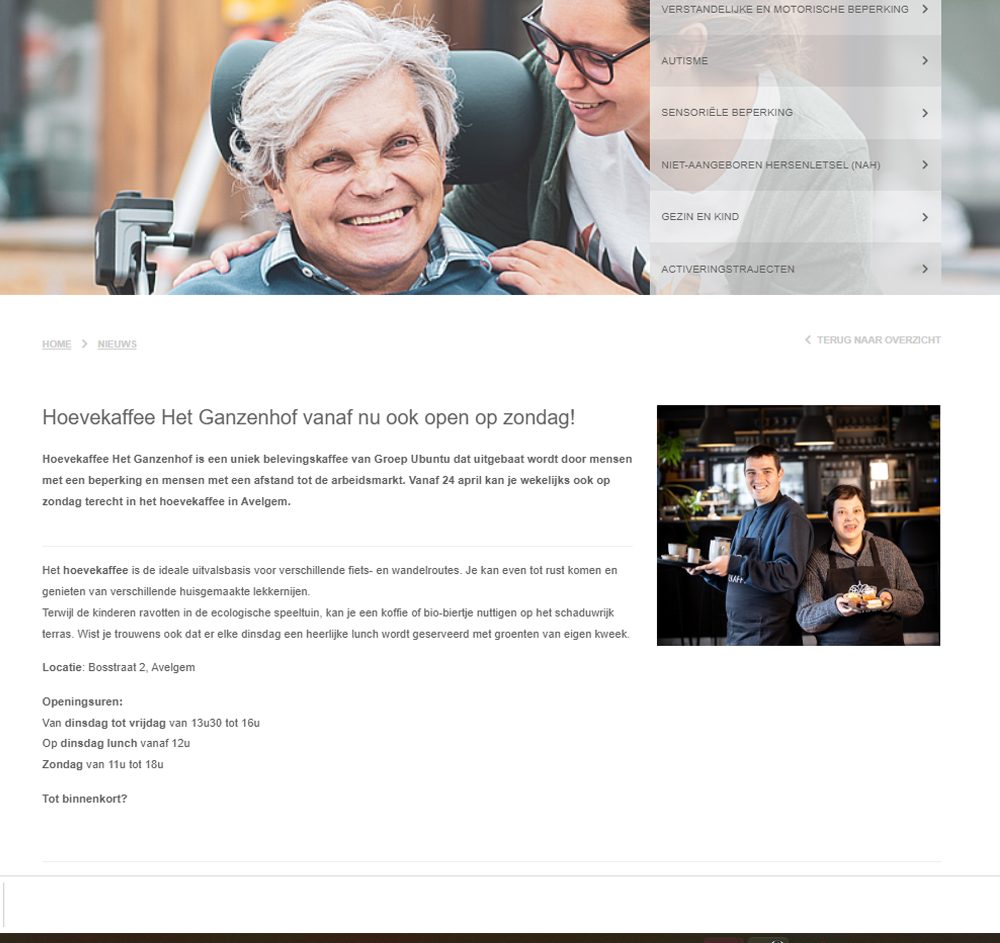 VERSTANDELIJKE EN MOTORISCHE BEPERKING
AUTISME
SENSORIËLE BEPERKING
NIET-AANGEBOREN HERSENLETSEL (NAH)
GEZIN EN KIND
ACTIVERINGSTRAJECTEN
HOME NIEUWS
TERUG NAAR OVERZICHT
Hoevekaffee Het Ganzenhof vanaf nu ook open op zondag!
Hoevekaffee Het Ganzenhof is een uniek belevingskaffee van Groep Ubuntu dat uitgebaat wordt door mensen
met een beperking en mensen met een afstand tot de arbeidsmarkt. Vanaf 24 april kan je wekelijks ook op
zondag terecht in het hoevekaffee in Avelgem.
Het hoevekaffee is de ideale uitvalsbasis voor verschillende fiets- en wandelroutes. Je kan even tot rust komen en
genieten van verschillende huisgemaakte lekkernijen.
Terwijl de kinderen ravotten in de ecologische speeltuin, kan je een koffie of bio-biertje nuttigen op het schaduwrijk
terras. Wist je trouwens ook dat er elke dinsdag een heerlijke lunch wordt geserveerd met groenten van eigen kweek.
Locatie: Bosstraat 2, Avelgem
Openingsuren:
Van dinsdag tot vrijdag van 13u30 tot 16u
Op dinsdag lunch vanaf 12u
Zondag van 11u tot 18u
Tot binnenkort?